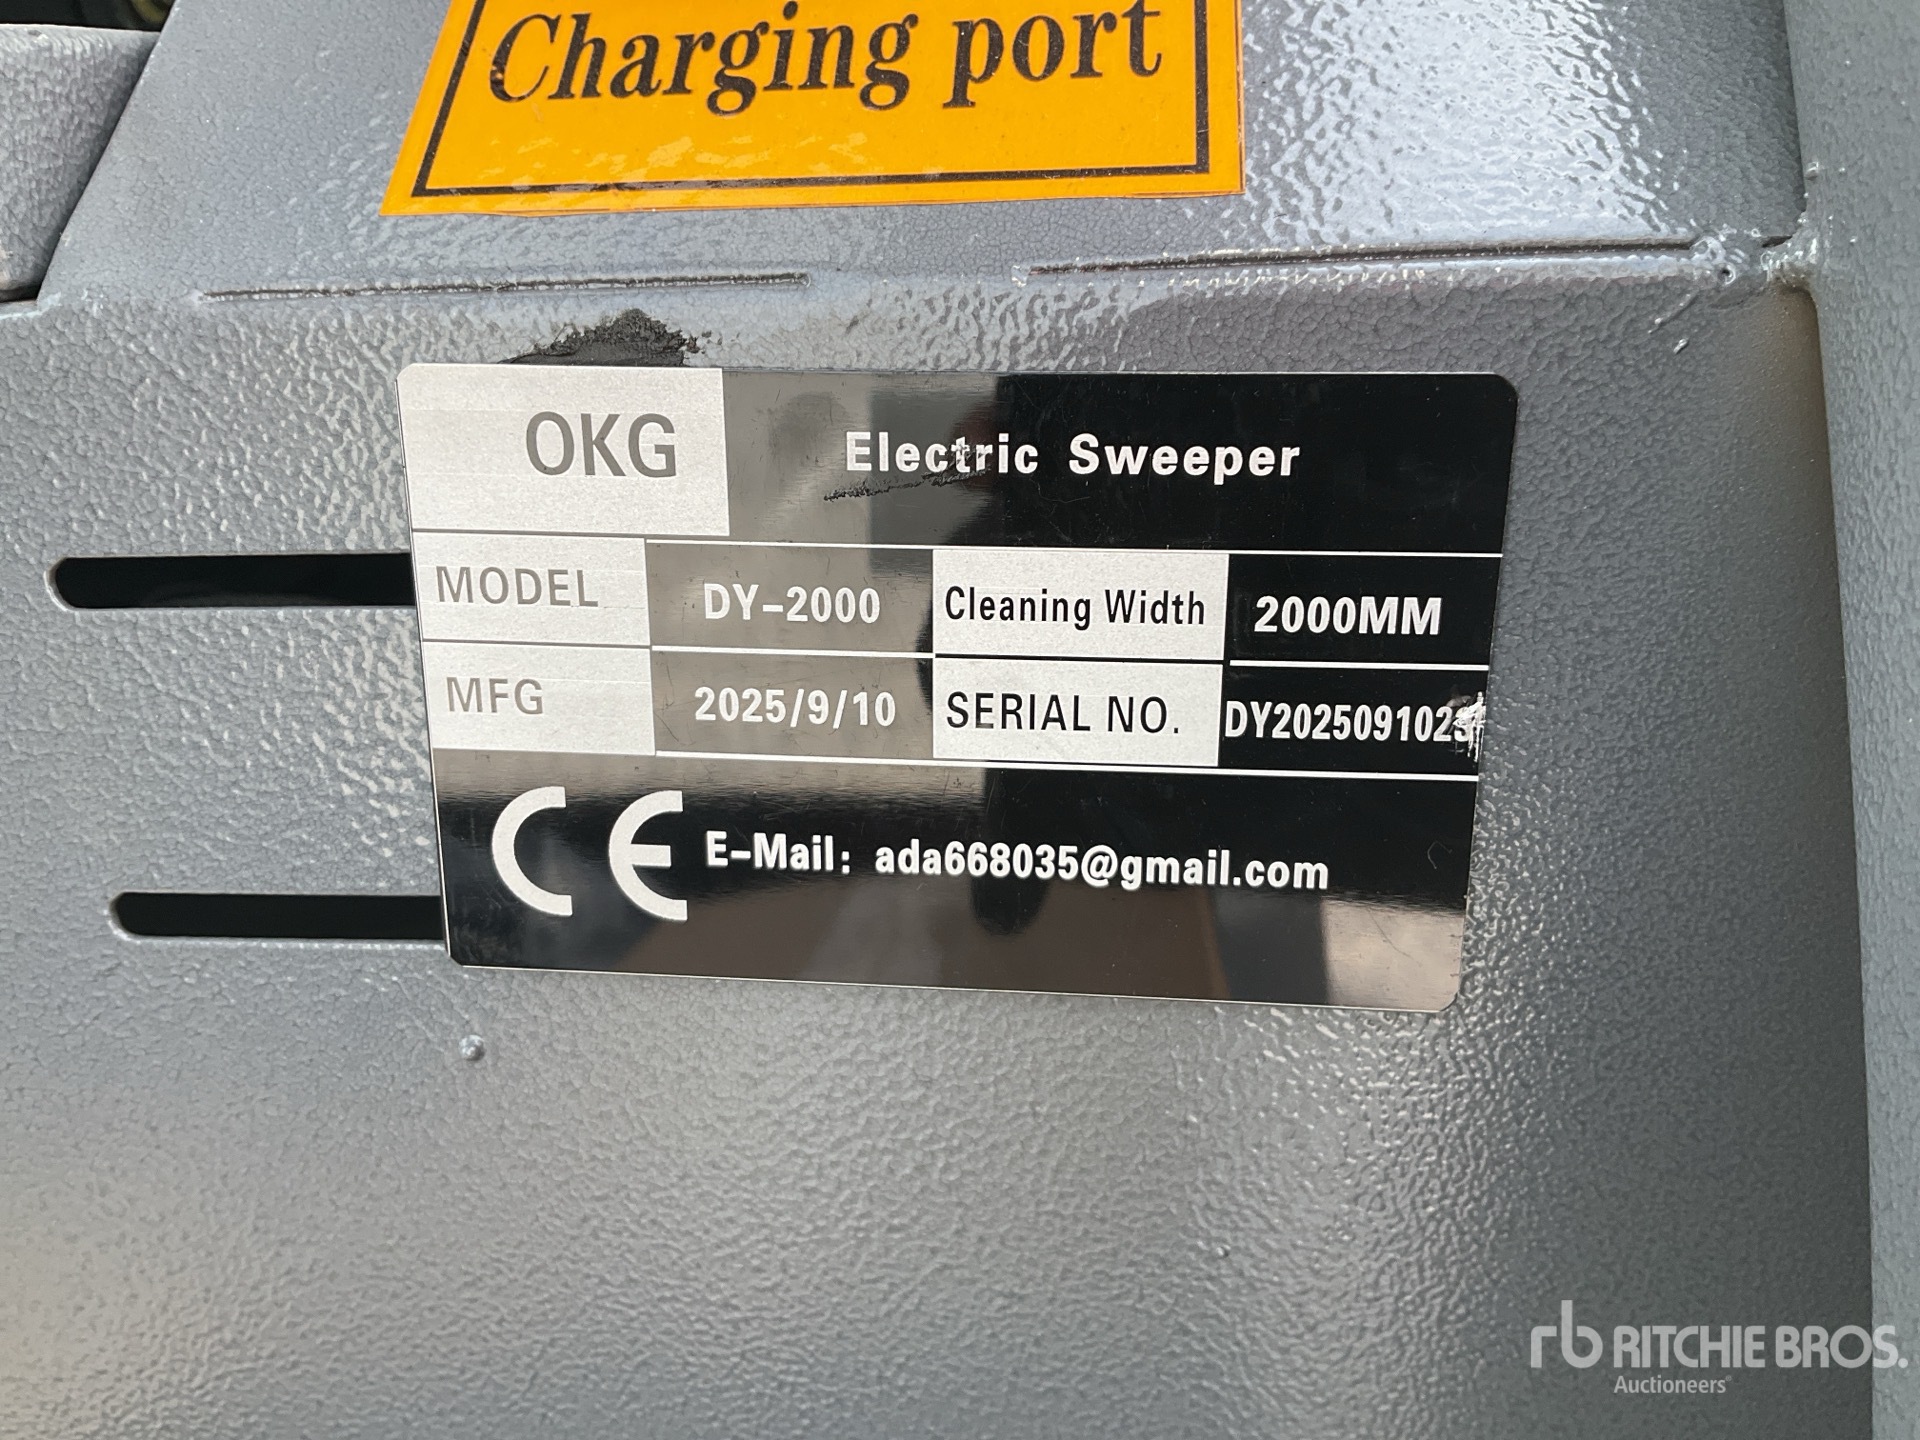 Charging port
OKG Electric Sweeper
MODEL DY-2000 Cleaning Width 2000MM
MFG 2025/9/10 SERIAL NO.
CE E-Mail: ada668035@gmail.com
rb RITCHIE BROS.
Auctioneers